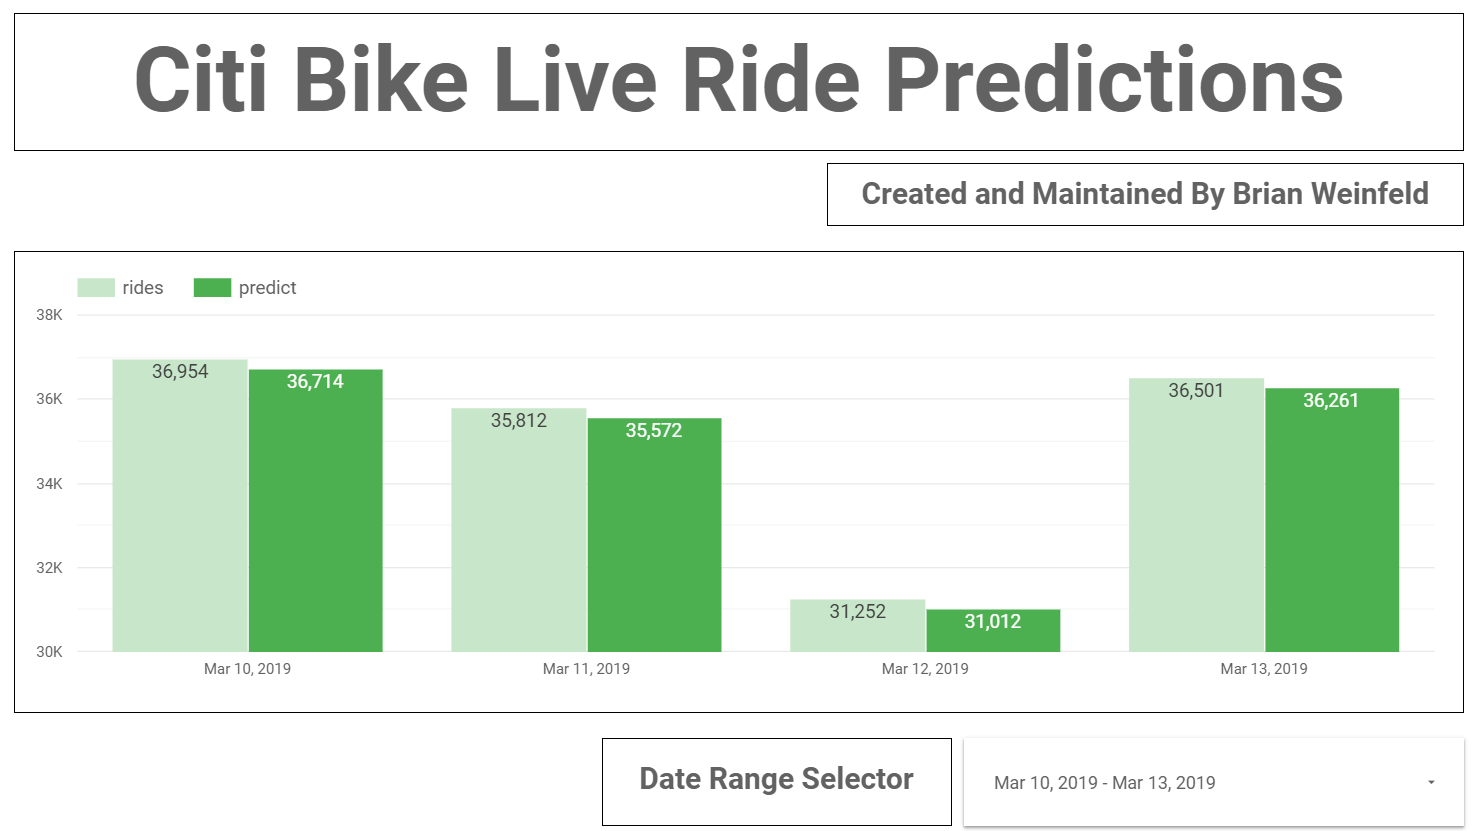 Citi Bike Live Ride Predictions
Created and Maintained By Brian Weinfeld
rides predict
38K
36K
34K
32K
30K
36,954 36,714
35,812 35,572
31,252 31,012
36,501 36,261
Mar 10, 2019 Mar 11, 2019 Mar 12, 2019 Mar 13, 2019
Date Range Selector
Mar 10, 2019 - Mar 13, 2019